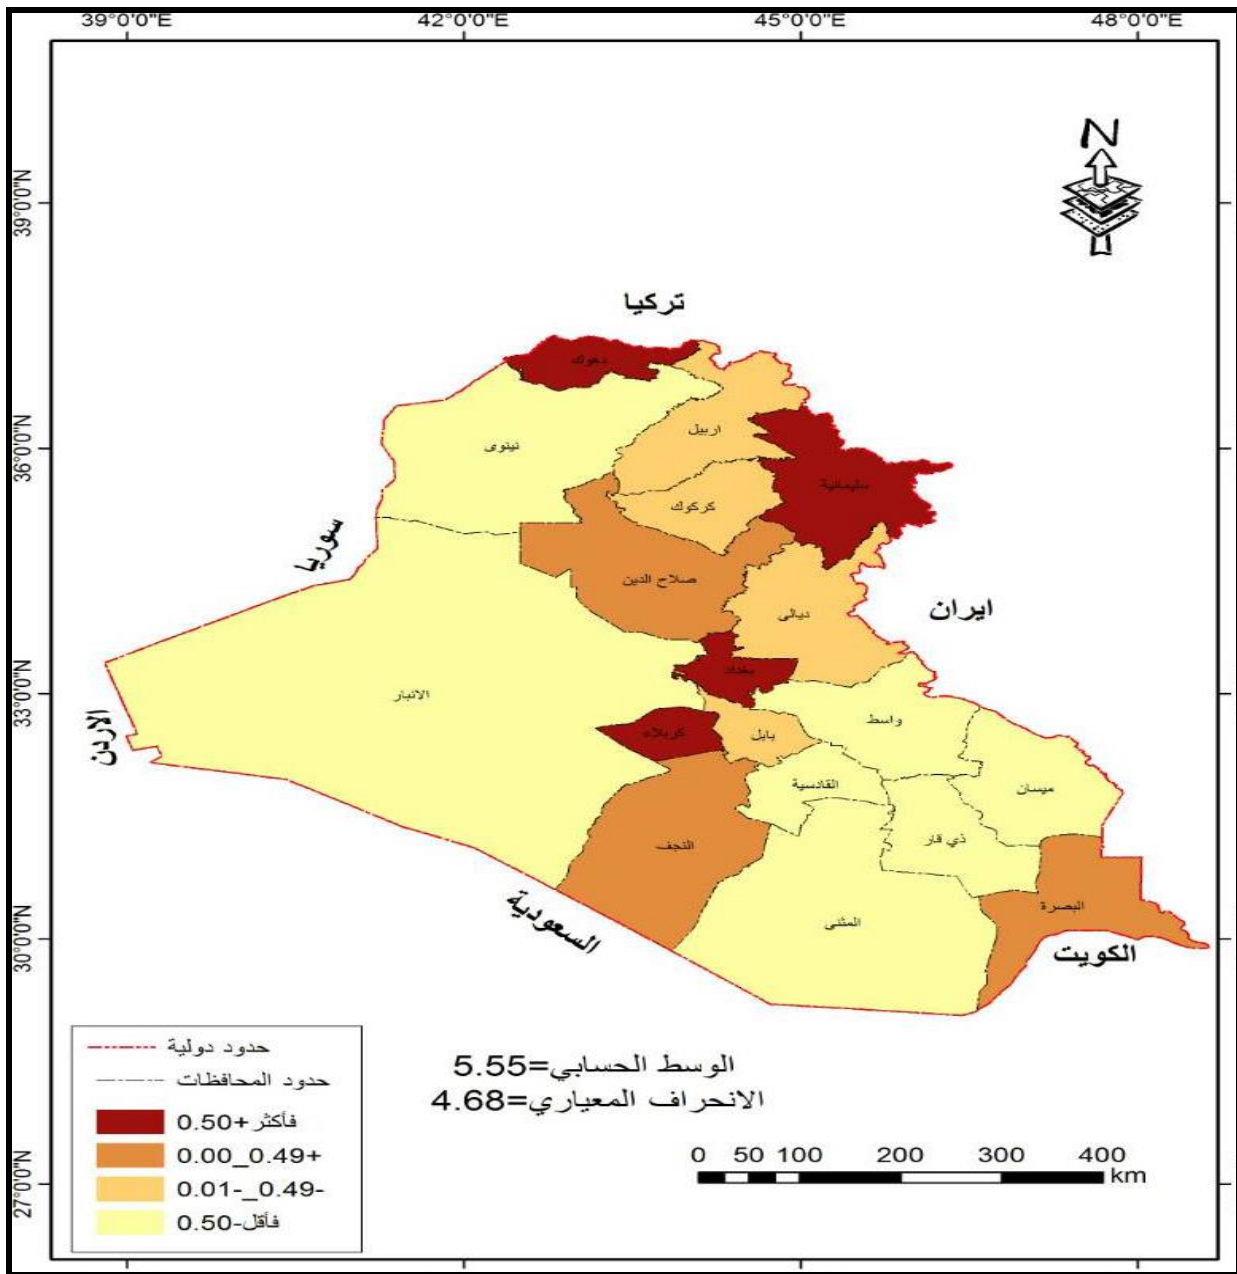 39°0'0"E 42°0'0"E 45°0'0"E 48°0'0"E
N
39°0'0"N
36°0'0"N
33°0'0"N
30°0'0"N
27°0'0"N
تركيا
دهوك
نينوى
اربيل
سليمانية
كركوك
سوريا
صلاح الدين
ديالى
ايران
بغداد
الانبار
واسط
الاردن
كربلاء
بابل
القادسية
ميسان
ذي قار
النجف
المثنى
البصرة
السعودية
الكويت
حدود دولية
حدود المحافظات
فأكثر+0.50
0.00_0.49+
0.01-_0.49-
فأقل-0.50
الوسط الحسابي=5.55
الانحراف المعياري=4.68
0 50 100 200 300 400
km